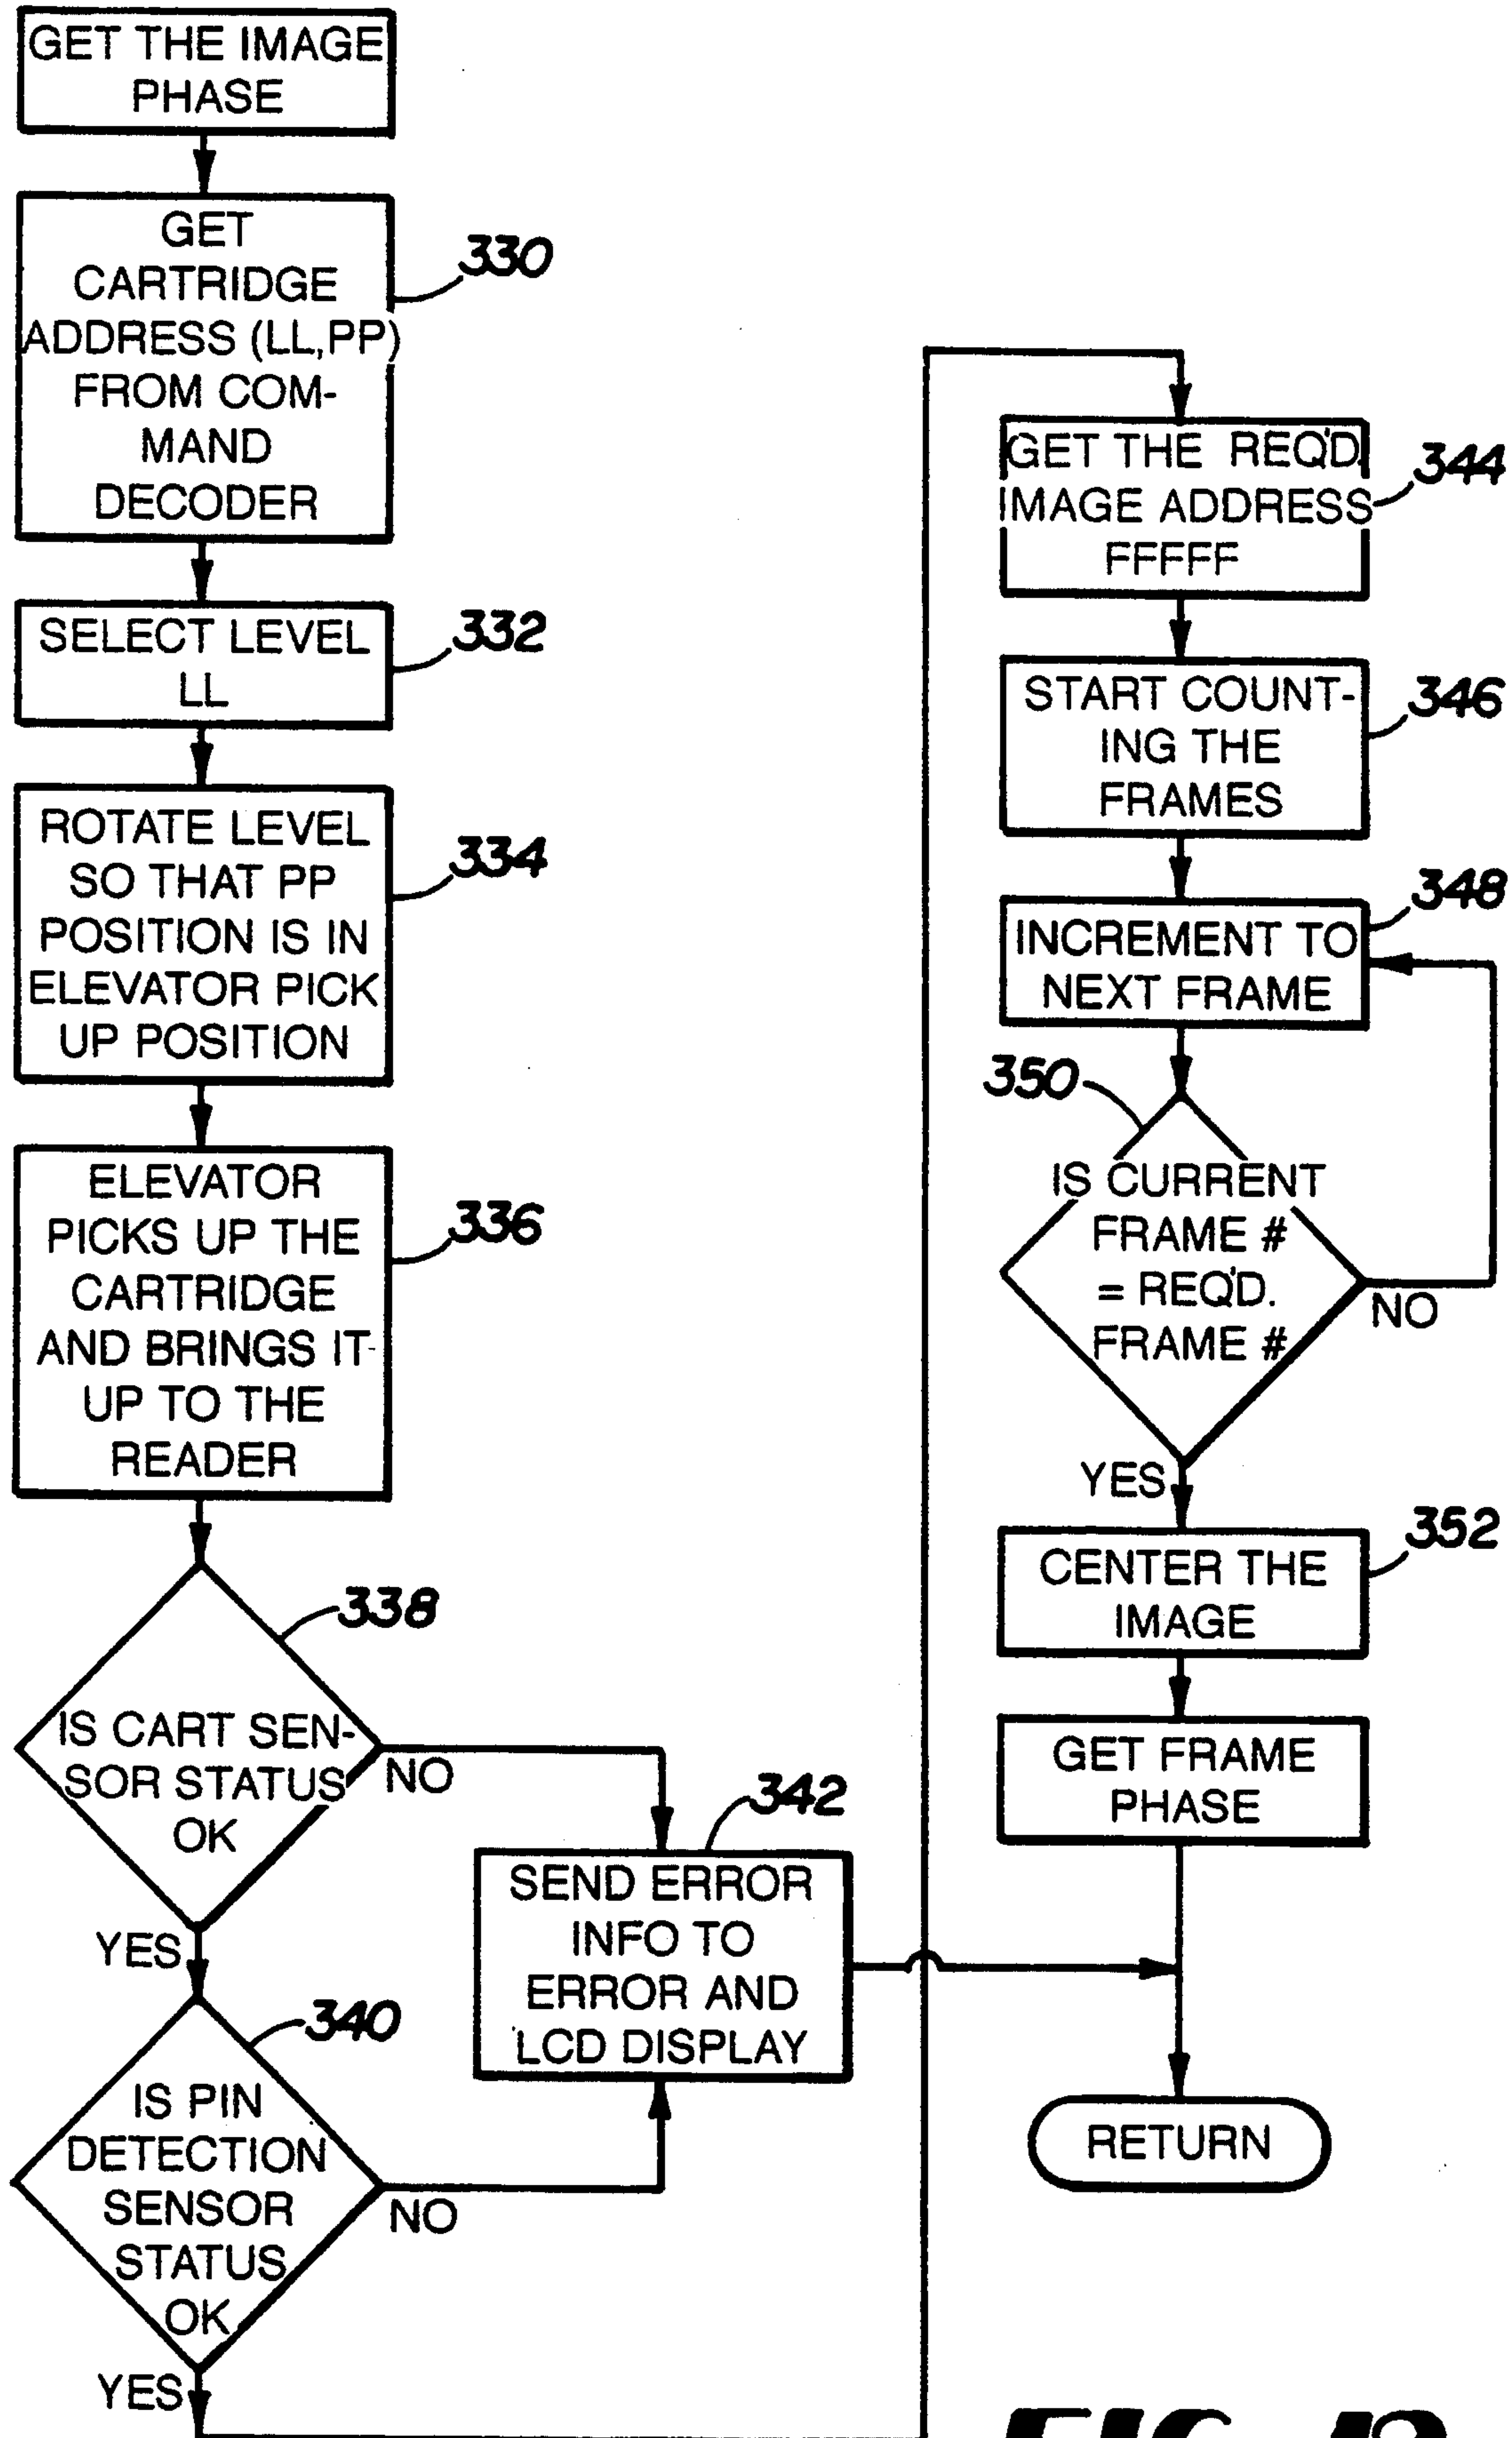 GET THE IMAGE
PHASE
GET
CARTRIDGE
ADDRESS (LL,PP)
FROM COM-
MAND
DECODER
330
SELECT LEVEL
LL
332
ROTATE LEVEL
SO THAT PP
POSITION IS IN
ELEVATOR PICK
UP POSITION
334
ELEVATOR
PICKS UP THE
CARTRIDGE
AND BRINGS IT
UP TO THE
READER
336
IS CART SEN-
SOR STATUS
OK
338
NO
YES
IS PIN
DETECTION
SENSOR
STATUS
OK
340
NO
YES
SEND ERROR
INFO TO
ERROR AND
LCD DISPLAY
342
GET THE REQ'D.
IMAGE ADDRESS
FFFFF
344
START COUNT-
ING THE
FRAMES
346
INCREMENT TO
NEXT FRAME
348
350
IS CURRENT
FRAME #
= REQ'D.
FRAME #
NO
YES
CENTER THE
IMAGE
352
GET FRAME
PHASE
RETURN